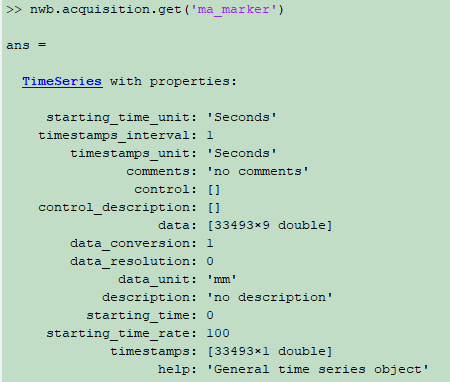 >> nwb.acquisition.get('ma_marker')
ans =
TimeSeries with properties:
starting_time_unit: 'Seconds'
timestamps_interval: 1
timestamps_unit: 'Seconds'
comments: 'no comments'
control: []
control_description: []
data: [33493×9 double]
data_conversion: 1
data_resolution: 0
data_unit: 'mm'
description: 'no description'
starting_time: 0
starting_time_rate: 100
timestamps: [33493×1 double]
help: 'General time series object'